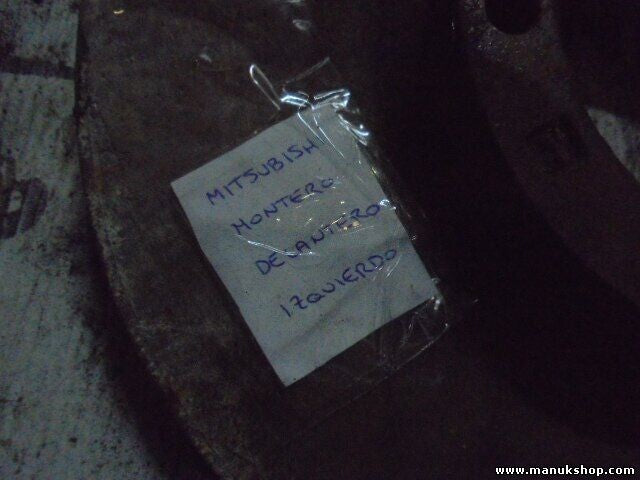 MITSUBISH
MONTERO
DELANTERO
IZQUIERDO
www.manukshop.com